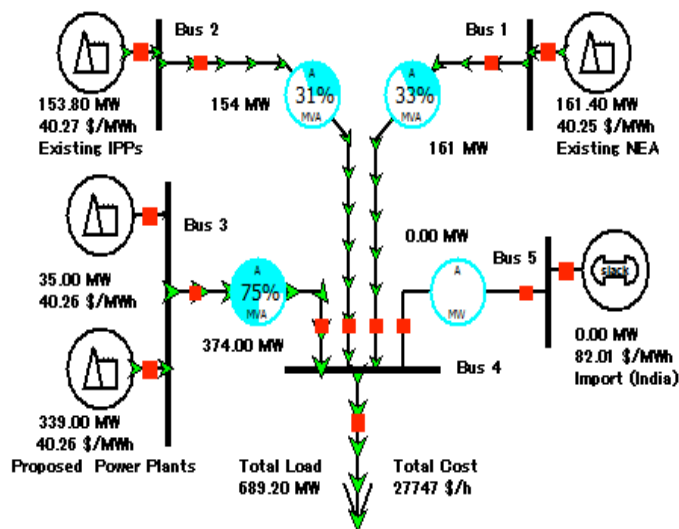 Bus 2
Bus 1
A
31%
MVA
A
33%
MVA
153.80 MW
40.27 $/MWh
Existing IPPs
154 MW
161 MW
161.40 MW
40.25 $/MWh
Existing NEA
Bus 3
0.00 MW
Bus 5
35.00 MW
40.26 $/MWh
A
75%
MVA
374.00 MW
A
MW
slack
0.00 MW
82.01 $/MWh
Import (India)
Bus 4
339.00 MW
40.26 $/MWh
Proposed Power Plants
Total Load
689.20 MW
Total Cost
27747 $/h